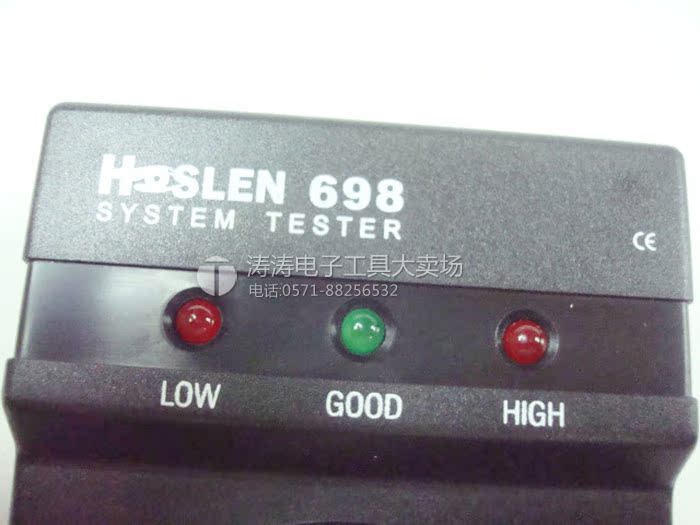 HOSLEN 698
SYSTEM TESTER
CE
涛涛电子工具大卖场
电话:0571-88256532
LOW GOOD HIGH